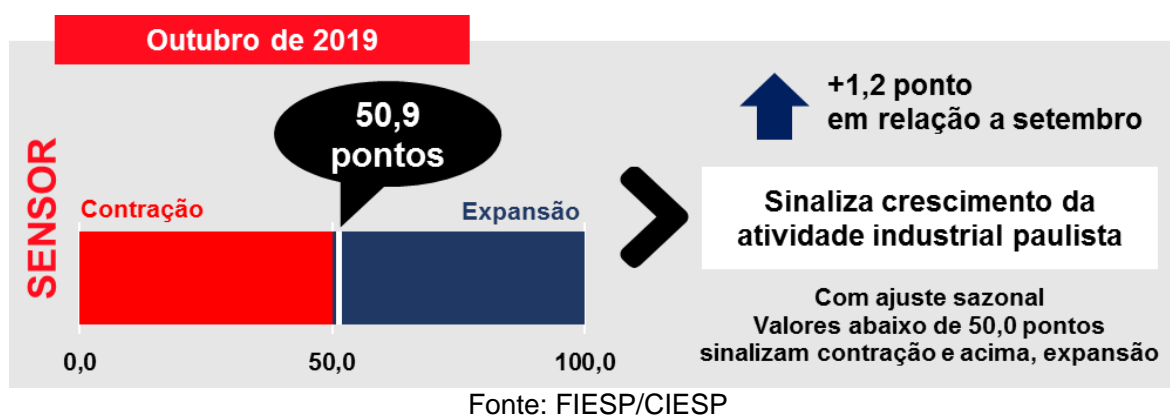 Outubro de 2019
SENSOR
50,9
pontos
Contração
Expansão
0,0
50,0
100,0
+1,2 ponto
em relação a setembro
Sinaliza crescimento da
atividade industrial paulista
Com ajuste sazonal
Valores abaixo de 50,0 pontos
sinalizam contração e acima, expansão
Fonte: FIESP/CIESP